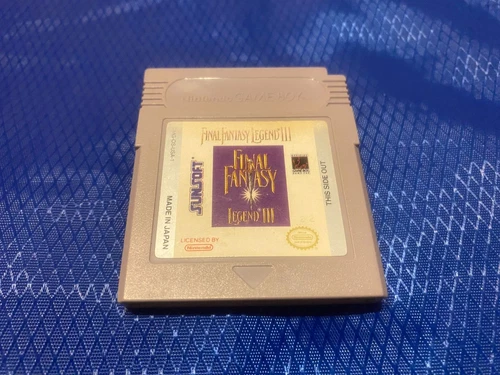 Nintendo GAME BOY
FINAL FANTASY LEGEND III
FINAL
FANTASY
LEGEND III
SUNSOFT
MADE IN JAPAN
LICENSED BY
Nintendo
THIS SIDE OUT